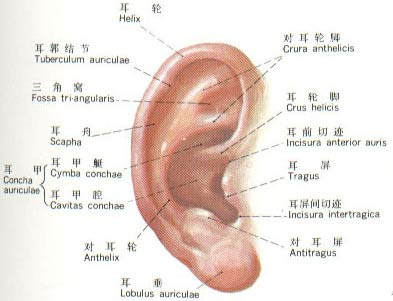 耳轮
Helix
耳郭结节
Tuberculum auriculae
三角窝
Fossa tri-angularis
耳舟
Scapha
耳甲
Concha
auriculae
耳甲艇
Cymba conchae
耳甲腔
Cavitas conchae
对耳轮
Anthelix
耳垂
Lobulus auriculae
对耳轮脚
Crura anthelicis
耳轮脚
Crus helicis
耳前切迹
Incisura anterior auris
耳屏
Tragus
耳屏间切迹
Incisura intertragica
对耳屏
Antitragus